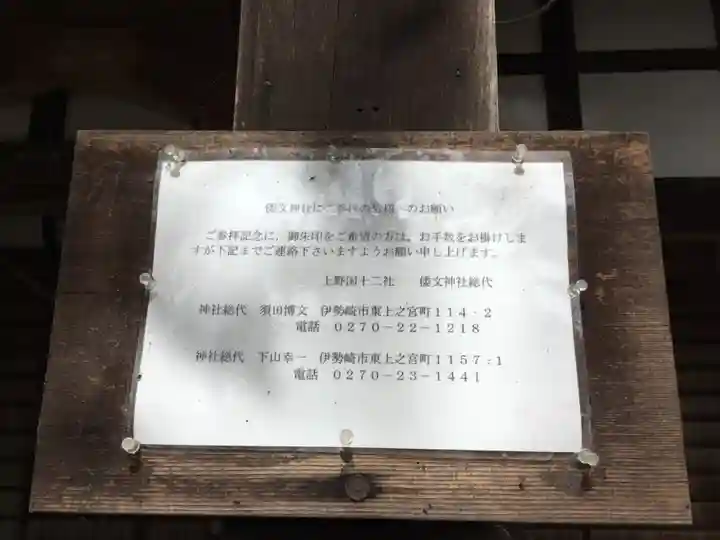 倭文神社にご参拝の皆様へのお願い
ご参拝記念に、御朱印をご希望の方は、お手数をお掛けしま
すが下記までご連絡下さいますようお願い申し上げます。
上野国十二社 倭文神社総代
神社総代 須田博文 伊勢崎市東上之宮町１１４-２
電話 ０２７０－２２－１２１８
神社総代 下山幸一 伊勢崎市東上之宮町１１５７-１
電話 ０２７０－２３－１４４１